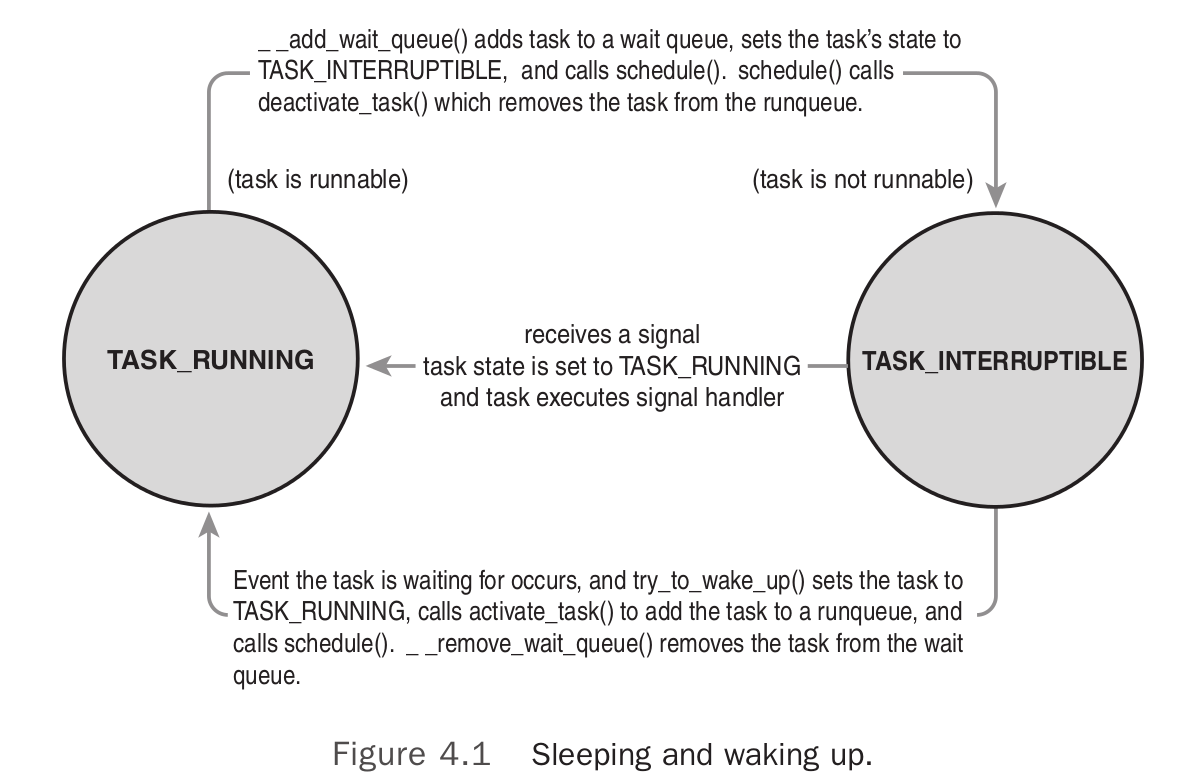 _ _add_wait_queue() adds task to a wait queue, sets the task’s state to
TASK_INTERRUPTIBLE, and calls schedule(). schedule() calls
deactivate_task() which removes the task from the runqueue.
(task is runnable)
(task is not runnable)
receives a signal
TASK_RUNNING
task state is set to TASK_RUNNING
TASK_INTERRUPTIBLE
and task executes signal handler
Event the task is waiting for occurs, and try_to_wake_up() sets the task to
TASK_RUNNING, calls activate_task() to add the task to a runqueue, and
calls schedule(). _ _remove_wait_queue() removes the task from the wait
queue.
Figure 4.1 Sleeping and waking up.